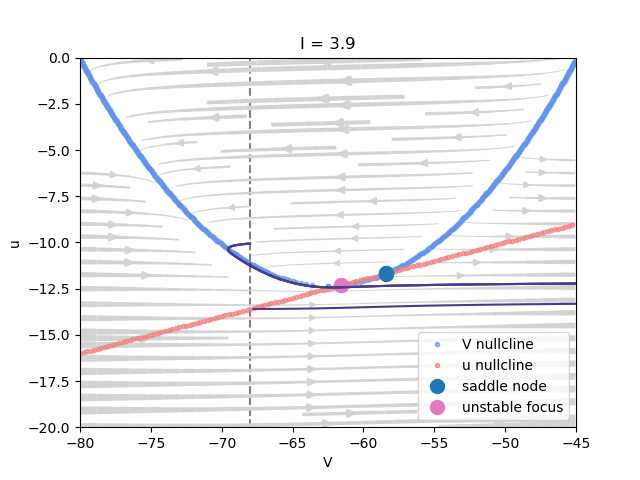 I = 3.9
0.0
−2.5
−5.0
−7.5
−10.0
−12.5
−15.0
−17.5
−20.0
u
V nullcline
u nullcline
saddle node
unstable focus
−80
−75
−70
−65
−60
−55
−50
−45
V